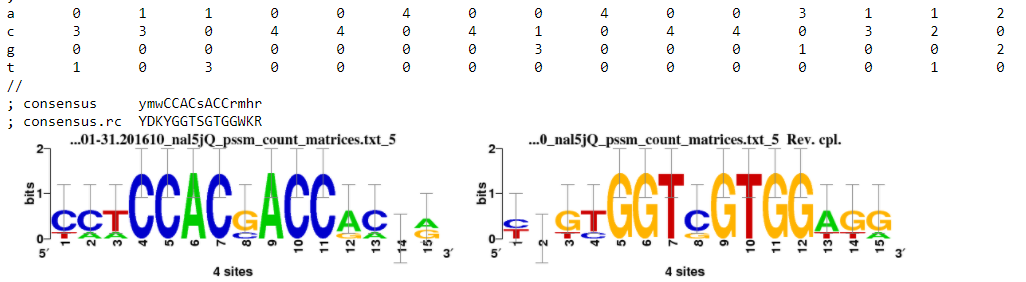 a 0 1 1 0 0 4 0 0 4 0 0 3 1 1 2
c 3 3 0 4 4 0 4 1 0 4 4 0 3 2 0
g 0 0 0 0 0 0 0 3 0 0 0 1 0 0 2
t 1 0 3 0 0 0 0 0 0 0 0 0 0 1 0
//
; consensus ymwCCACsACCrmhr
; consensus.rc YDKYGGTSGTGGWKR
...01-31.201610_nal5jQ_pssm_count_matrices.txt_5
...0_nal5jQ_pssm_count_matrices.txt_5 Rev. cpl.
2
1
0
bits
CCTCCACGACCACA
1 2 3 4 5 6 7 8 9 10 11 12 13 14 15
5′ 3′
4 sites
2
1
0
bits
CGTGGTCGTGGAGG
1 2 3 4 5 6 7 8 9 10 11 12 13 14 15
5′ 3′
4 sites